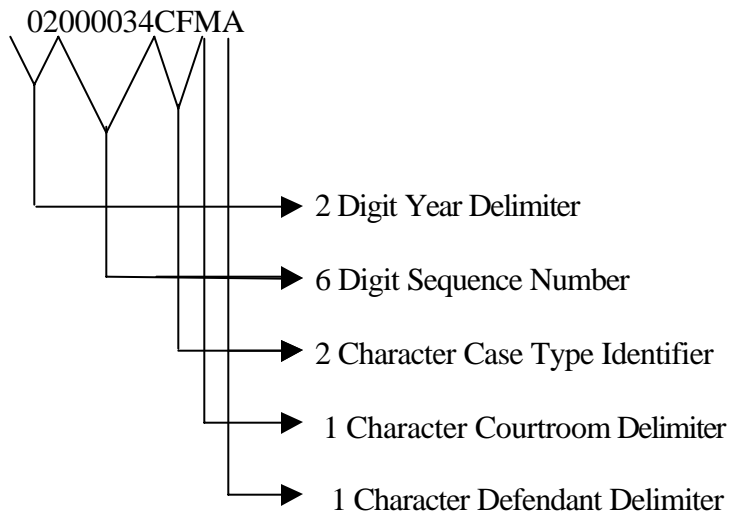 02000034CFMA
2 Digit Year Delimiter
6 Digit Sequence Number
2 Character Case Type Identifier
1 Character Courtroom Delimiter
1 Character Defendant Delimiter